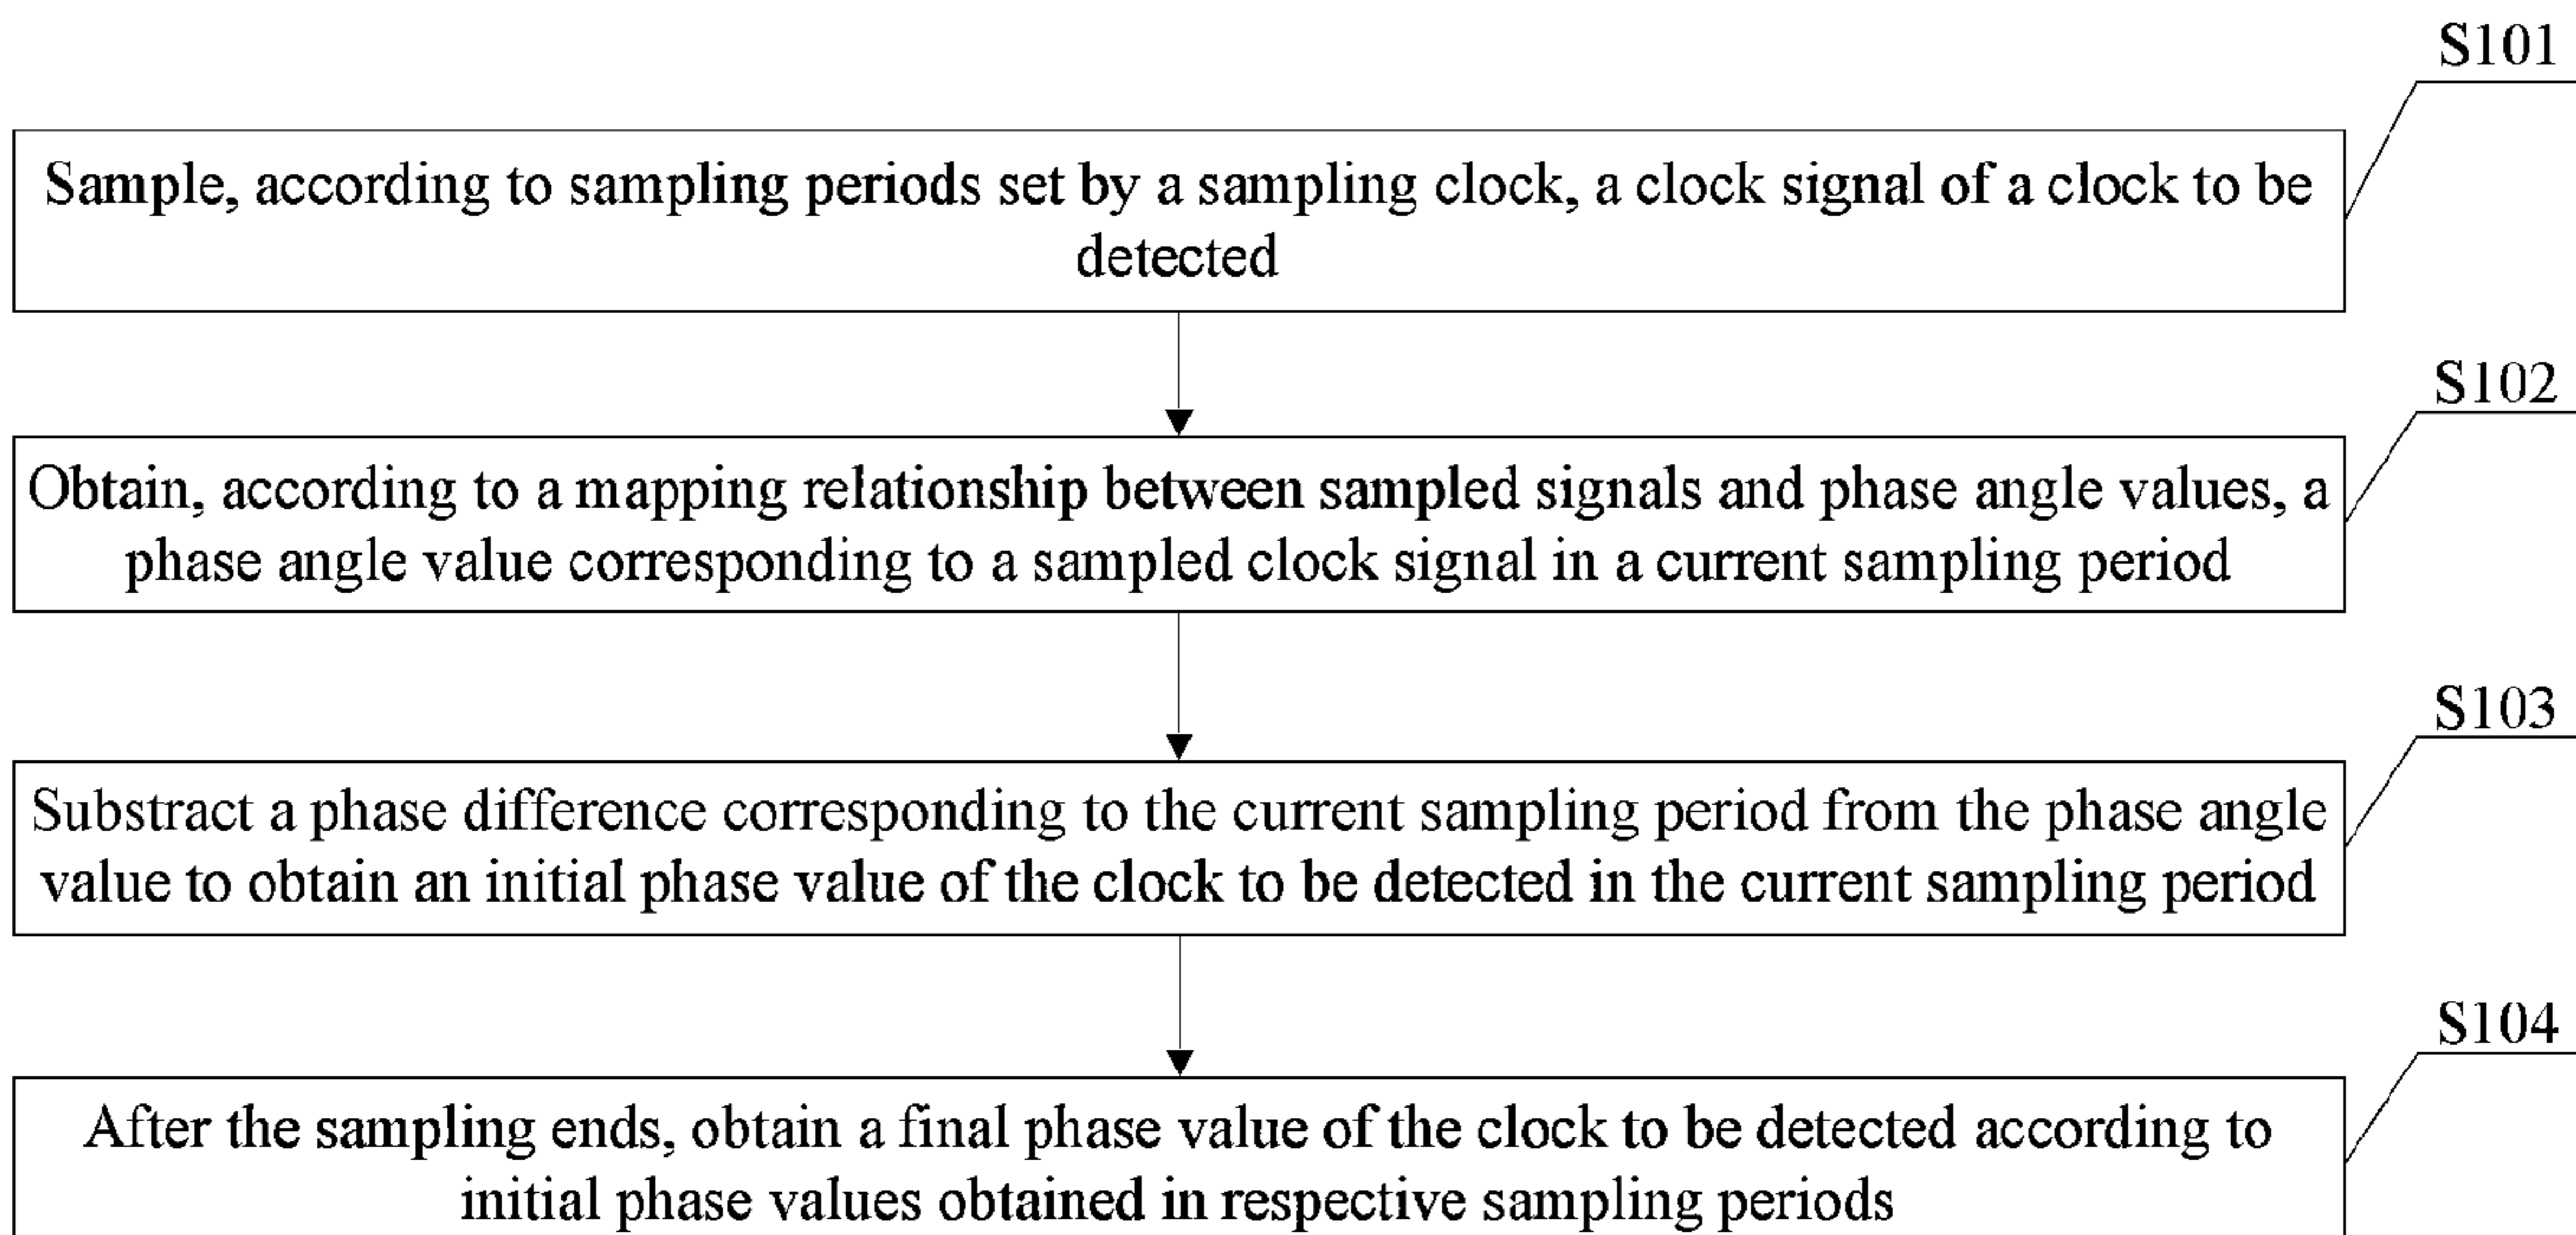 S101
Sample, according to sampling periods set by a sampling clock, a clock signal of a clock to be
detected
S102
Obtain, according to a mapping relationship between sampled signals and phase angle values, a
phase angle value corresponding to a sampled clock signal in a current sampling period
S103
Substract a phase difference corresponding to the current sampling period from the phase angle
value to obtain an initial phase value of the clock to be detected in the current sampling period
S104
After the sampling ends, obtain a final phase value of the clock to be detected according to
initial phase values obtained in respective sampling periods